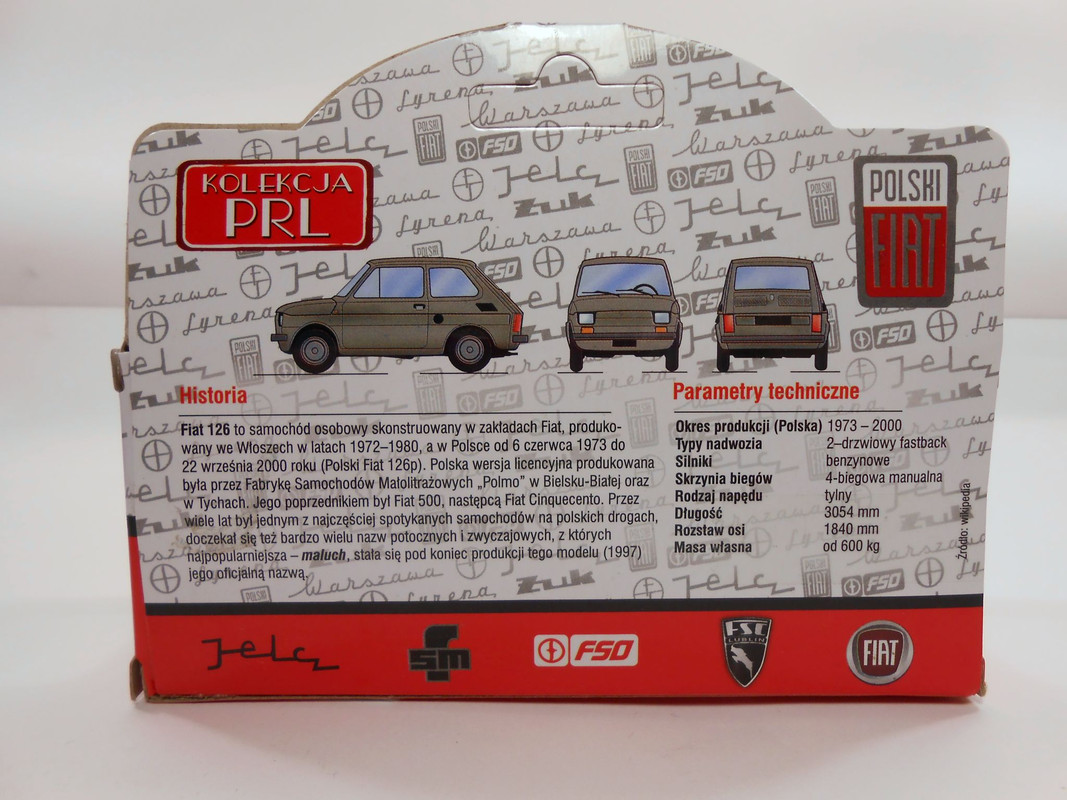 KOLEKCJA
PRL
POLSKI
FIAT
Historia
Fiat 126 to samochód osobowy skonstruowany w zakładach Fiat, produko-
wany we Włoszech w latach 1972–1980, a w Polsce od 6 czerwca 1973 do
22 września 2000 roku (Polski Fiat 126p). Polska wersja licencyjna produkowana
była przez Fabrykę Samochodów Małolitrażowych „Polmo" w Bielsku-Białej oraz
w Tychach. Jego poprzednikiem był Fiat 500, następcą Fiat Cinquecento. Przez
wiele lat był jednym z najczęściej spotykanych samochodów na polskich drogach,
doczekał się też bardzo wielu nazw potocznych i zwyczajowych, z których
najpopularniejsza – maluch, stała się pod koniec produkcji tego modelu (1997)
jego oficjalną nazwą.
Parametry techniczne
Okres produkcji (Polska) 1973 – 2000
Typy nadwozia 2–drzwiowy fastback
Silniki benzynowe
Skrzynia biegów 4-biegowa manualna
Rodzaj napędu tylny
Długość 3054 mm
Rozstaw osi 1840 mm
Masa własna od 600 kg
Źródło: wikipedia
Jelcz
fsm
FSO
FSC
LUBLIN
FIAT